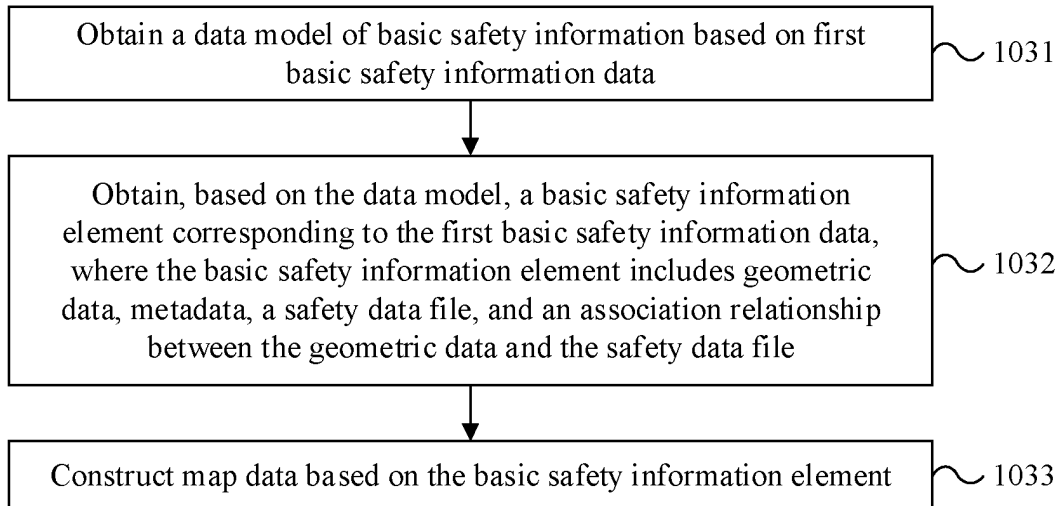 Obtain a data model of basic safety information based on first
basic safety information data
1031
Obtain, based on the data model, a basic safety information
element corresponding to the first basic safety information data,
where the basic safety information element includes geometric
data, metadata, a safety data file, and an association relationship
between the geometric data and the safety data file
1032
Construct map data based on the basic safety information element
1033